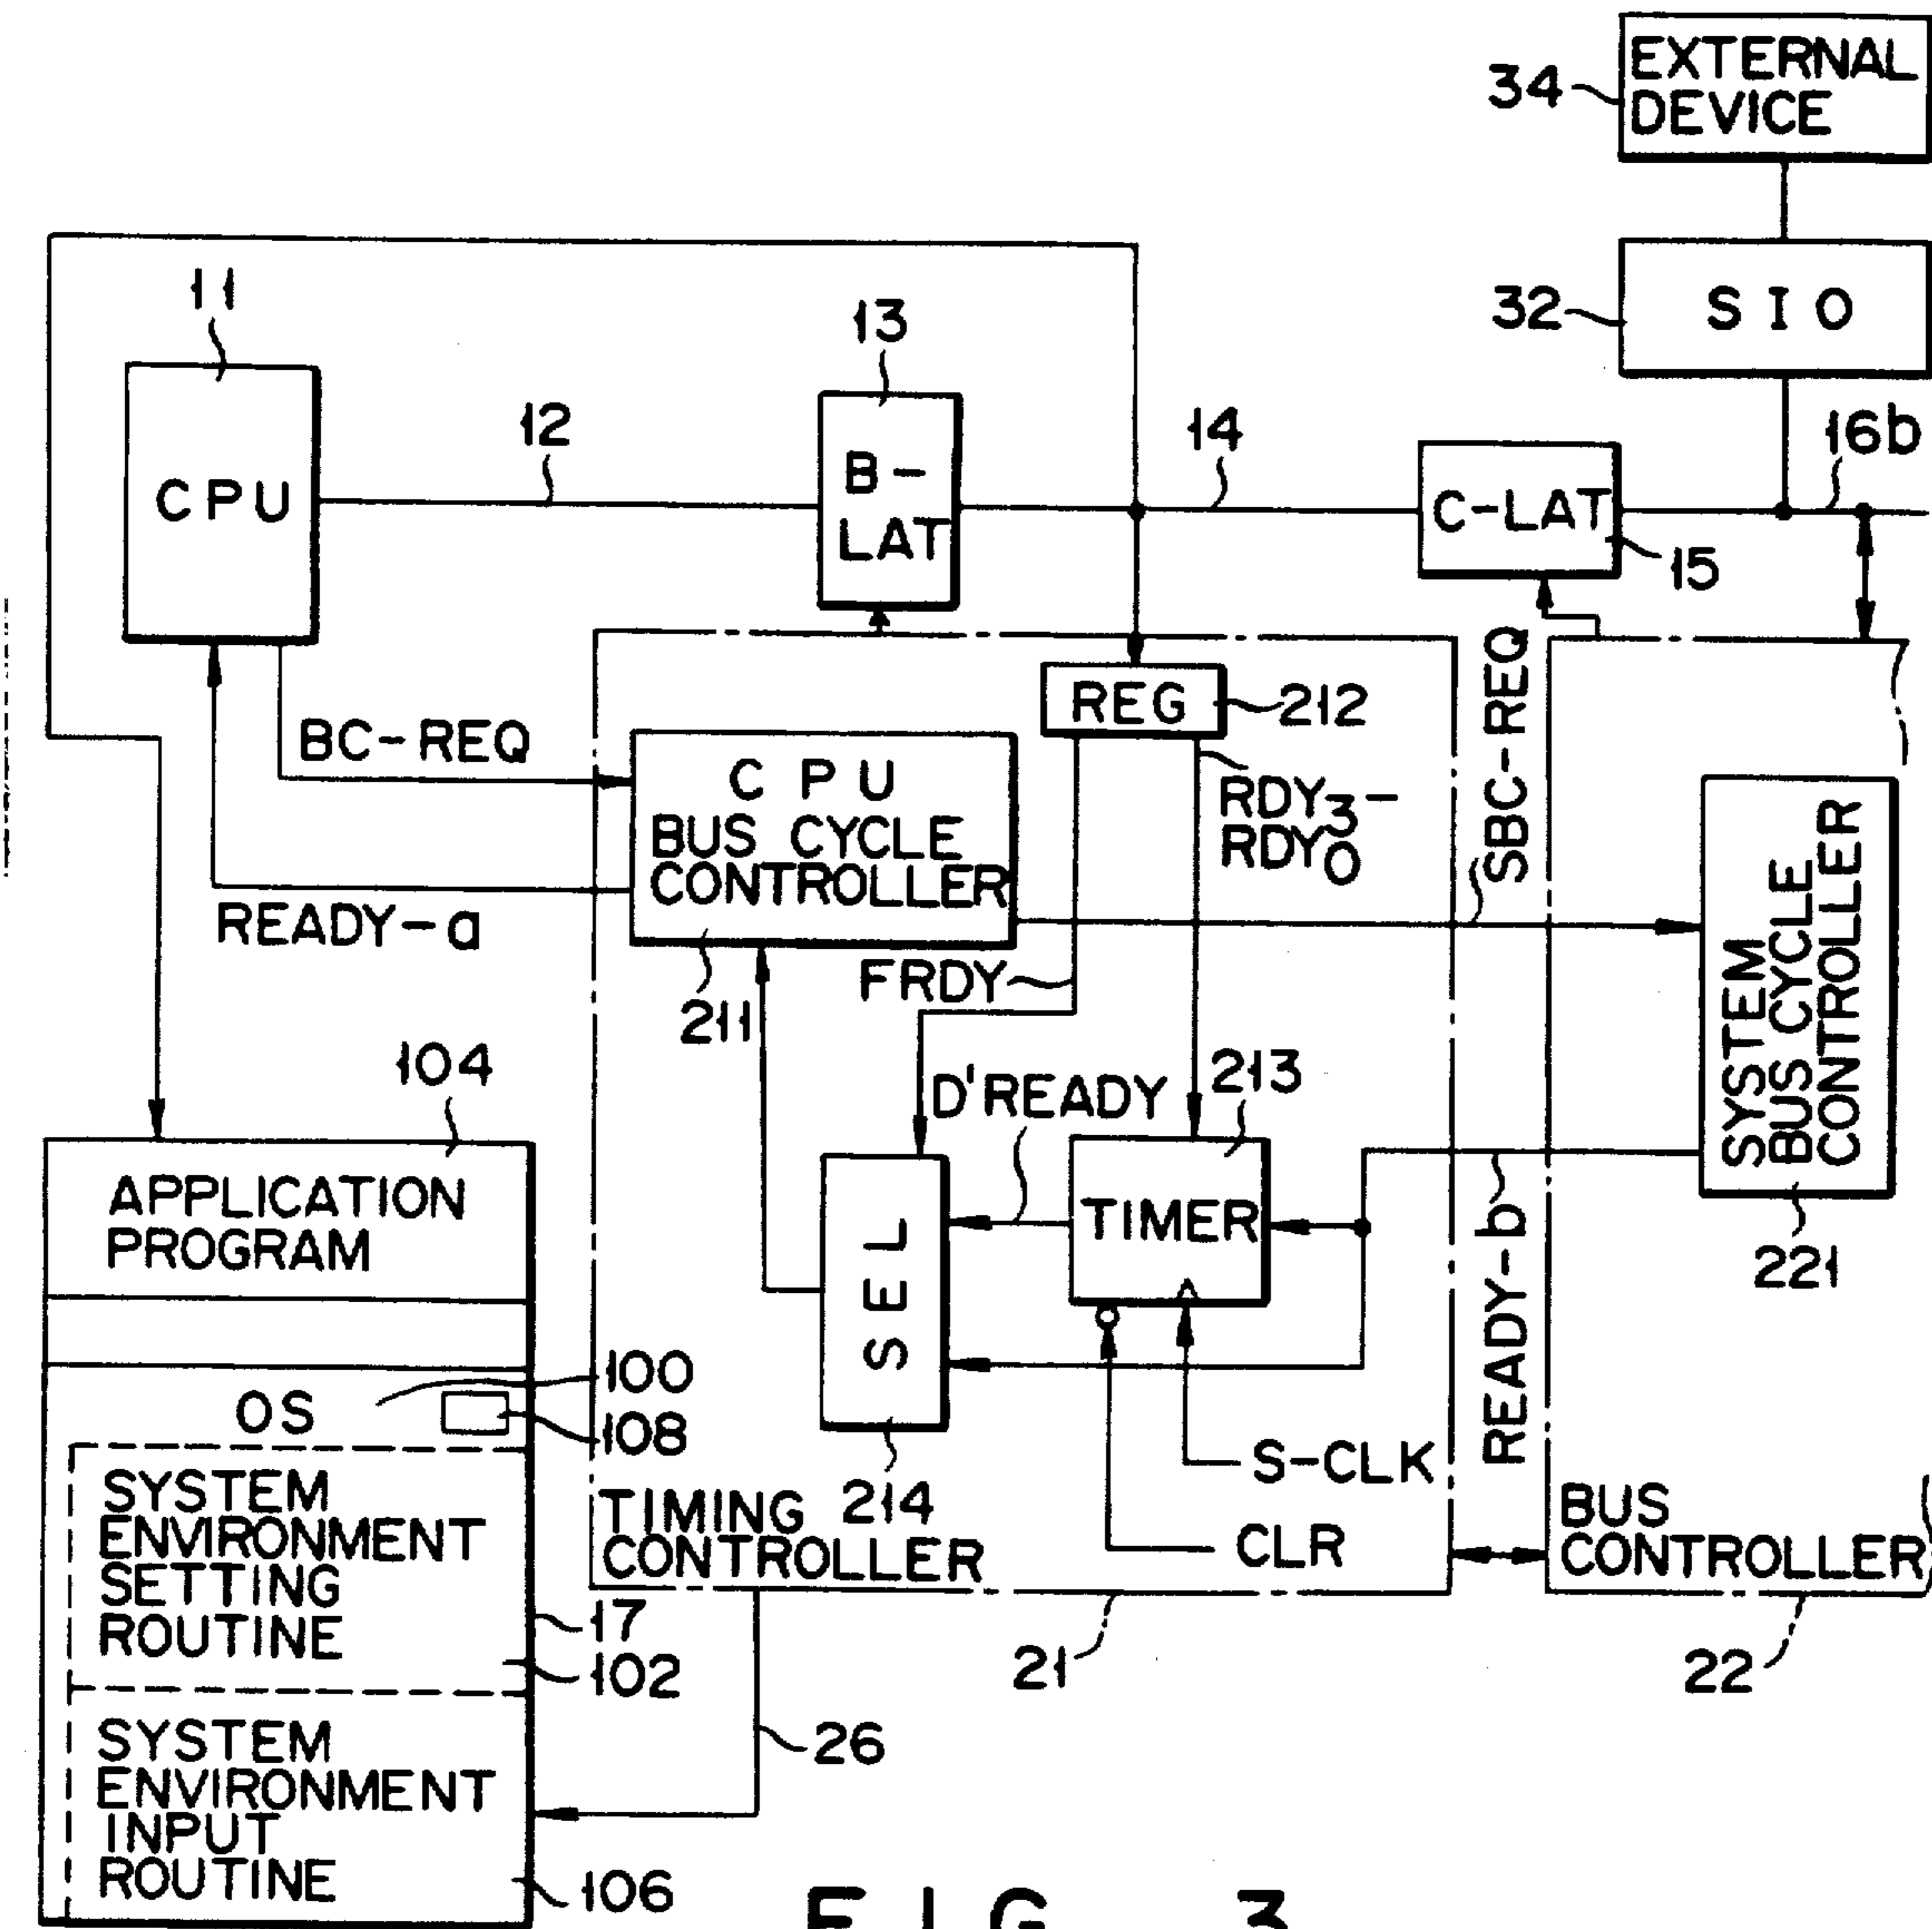 EXTERNAL
DEVICE
34
S I O
32
11
CPU
12
13
B-
LAT
14
C-LAT
15
16b
BC-REQ
READY-a
REG
212
C P U
BUS CYCLE
CONTROLLER
211
RDY3-
RDY0
FRDY
SBC-REQ
SYSTEM
BUS CYCLE
CONTROLLER
221
104
APPLICATION
PROGRAM
D'READY
213
TIMER
SEL
214
READY-b
S-CLK
CLR
OS
100
108
SYSTEM
ENVIRONMENT
SETTING
ROUTINE
17
102
SYSTEM
ENVIRONMENT
INPUT
ROUTINE
106
TIMING
CONTROLLER
21
26
BUS
CONTROLLER
22
FIG. 3